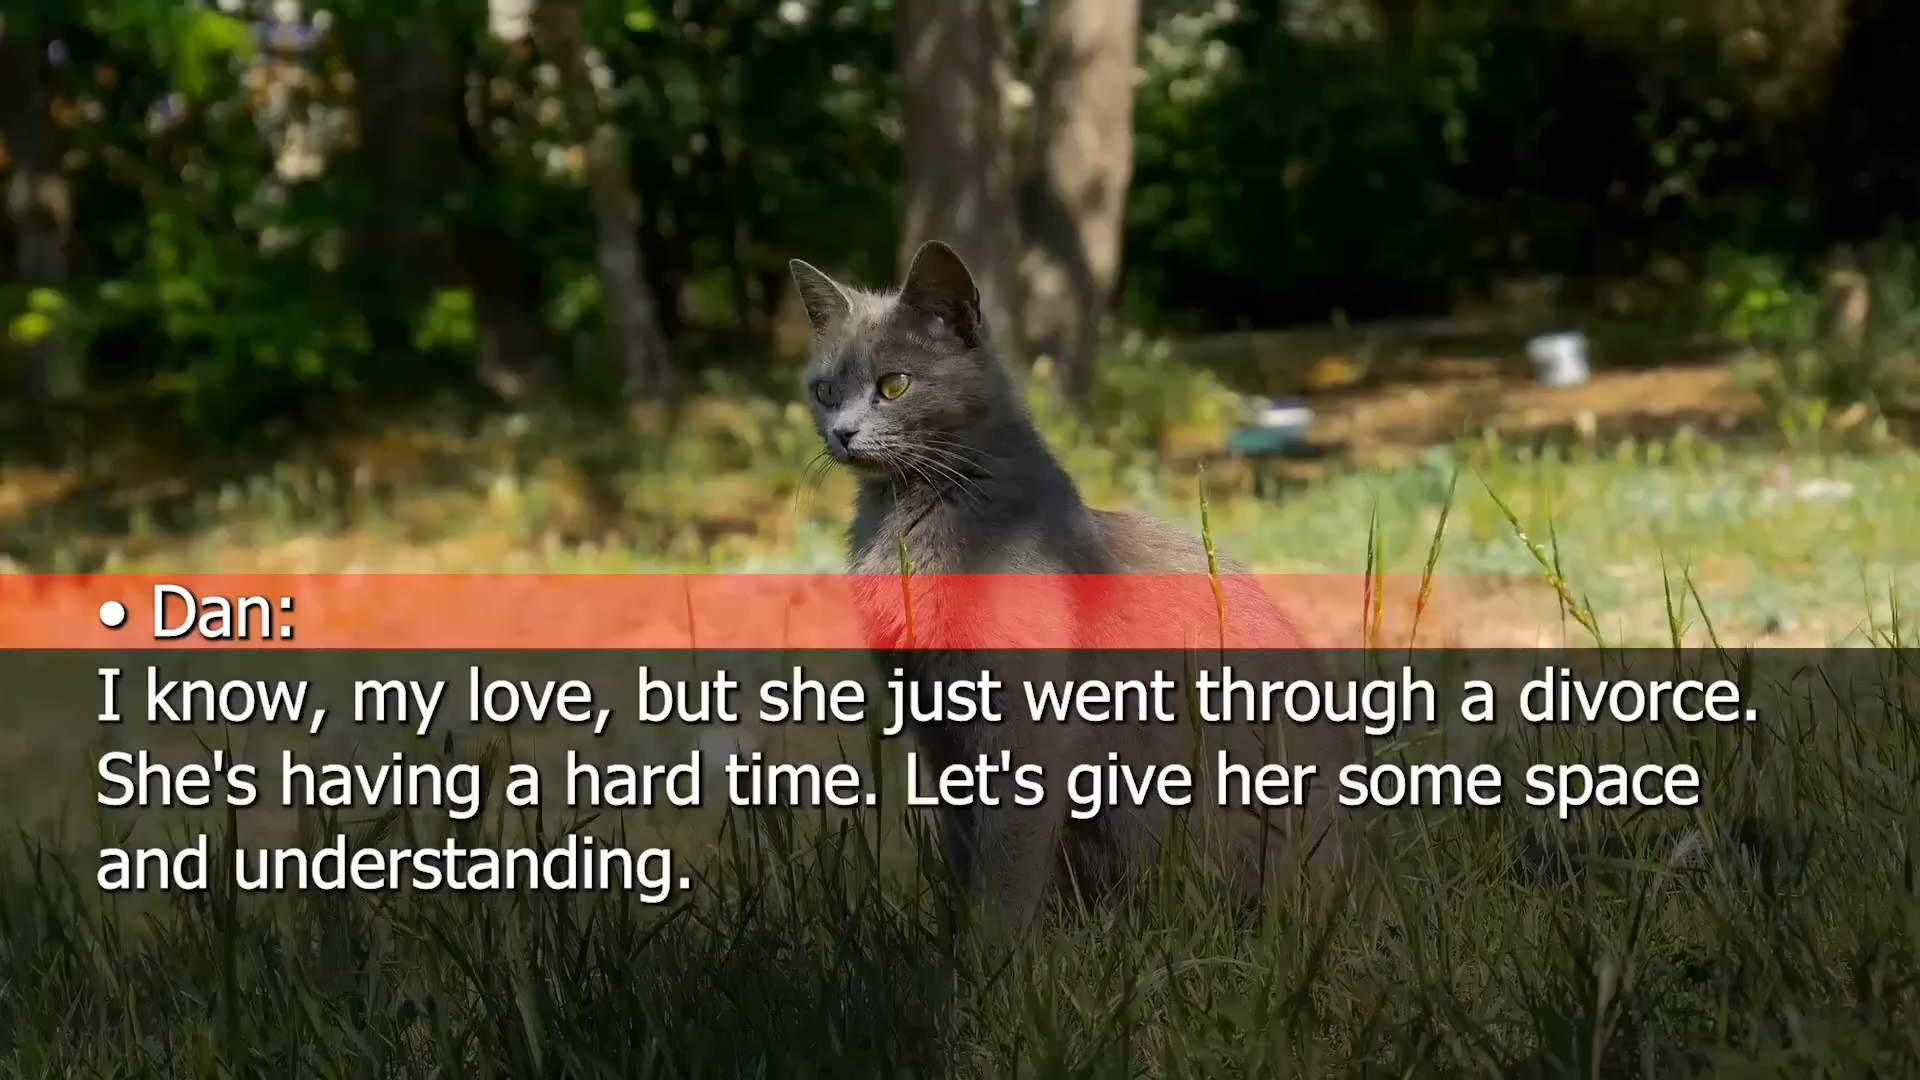 • Dan:
I know, my love, but she just went through a divorce.
She's having a hard time. Let's give her some space
and understanding.